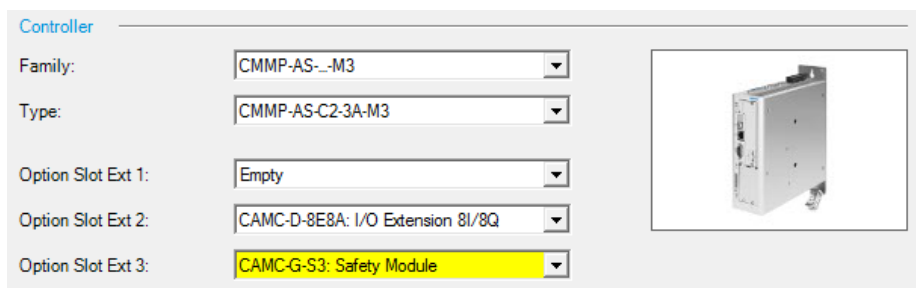 Controller
Family: CMMP-AS-...-M3
Type: CMMP-AS-C2-3A-M3
Option Slot Ext 1: Empty
Option Slot Ext 2: CAMC-D-8E8A: I/O Extension 8I/8Q
Option Slot Ext 3: CAMC-G-S3: Safety Module